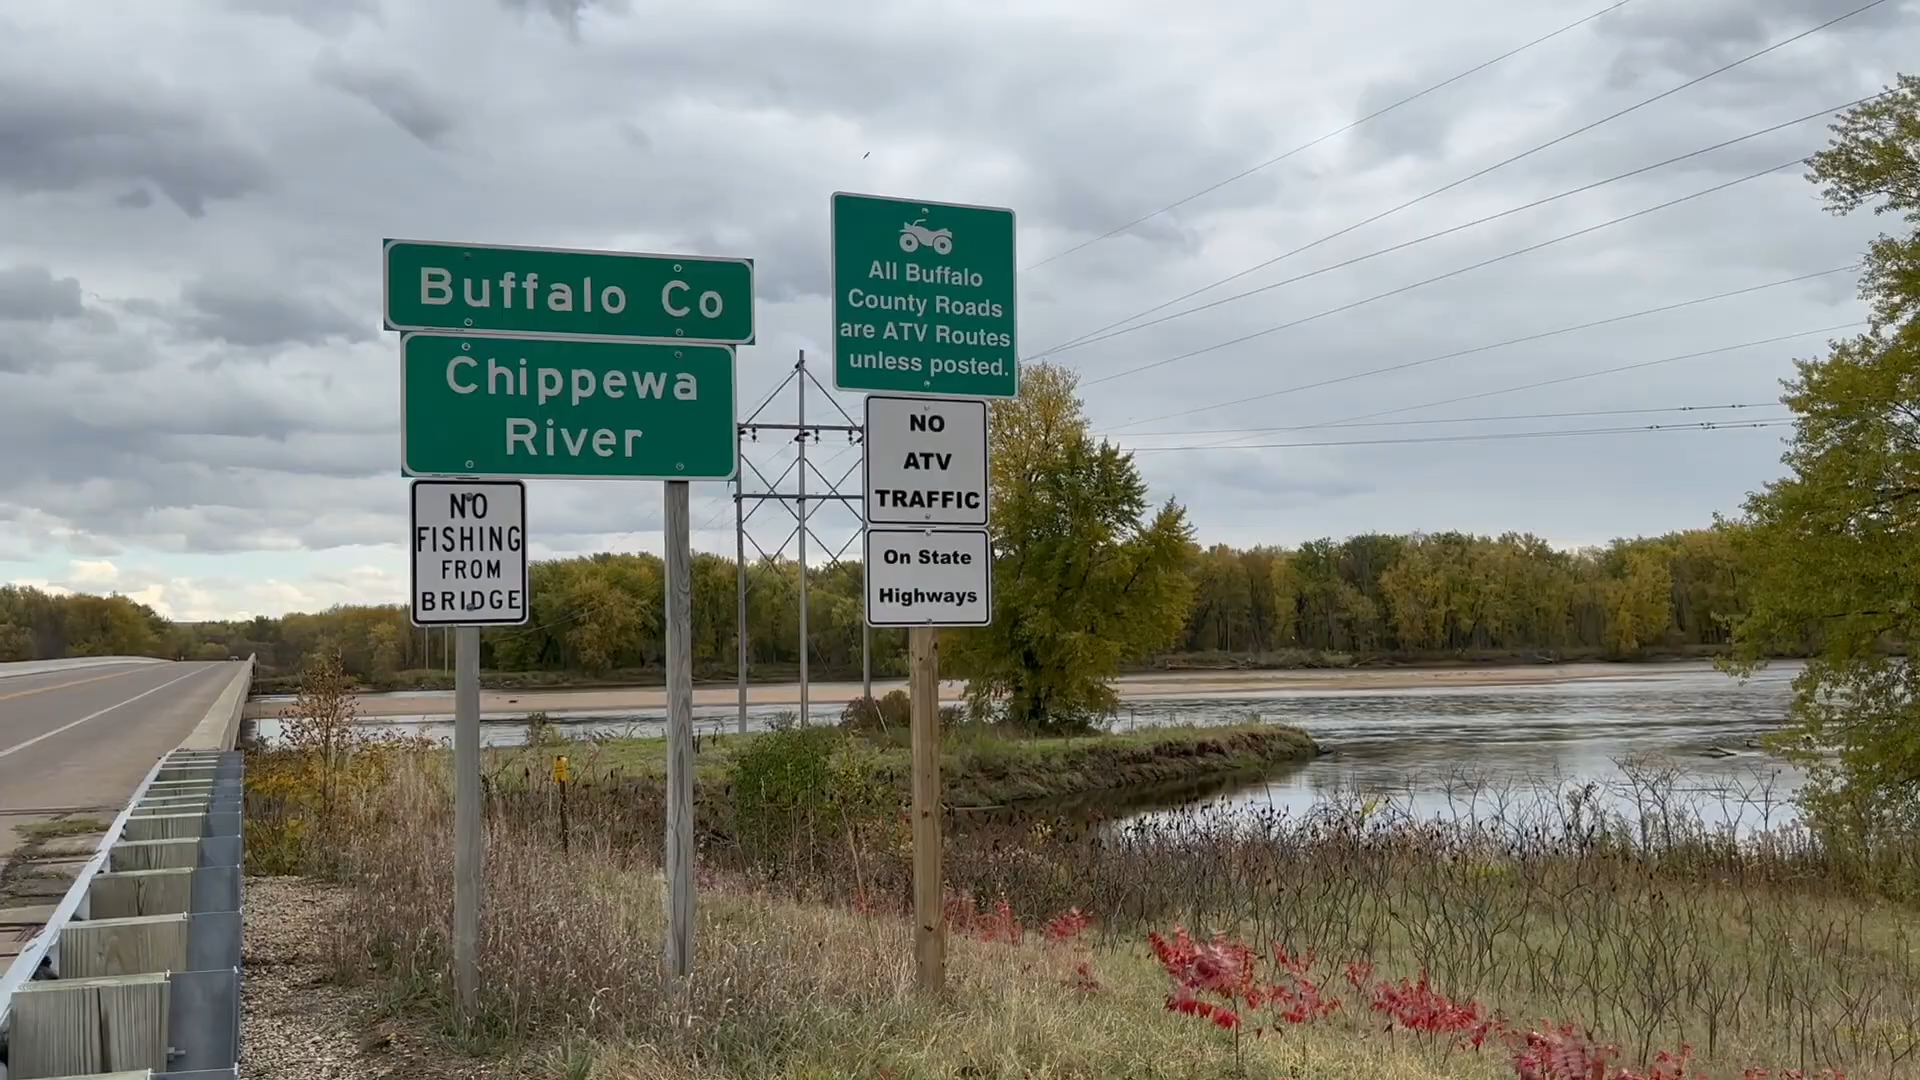 Buffalo Co
Chippewa
River
NO
FISHING
FROM
BRIDGE
All Buffalo
County Roads
are ATV Routes
unless posted.
NO
ATV
TRAFFIC
On State
Highways